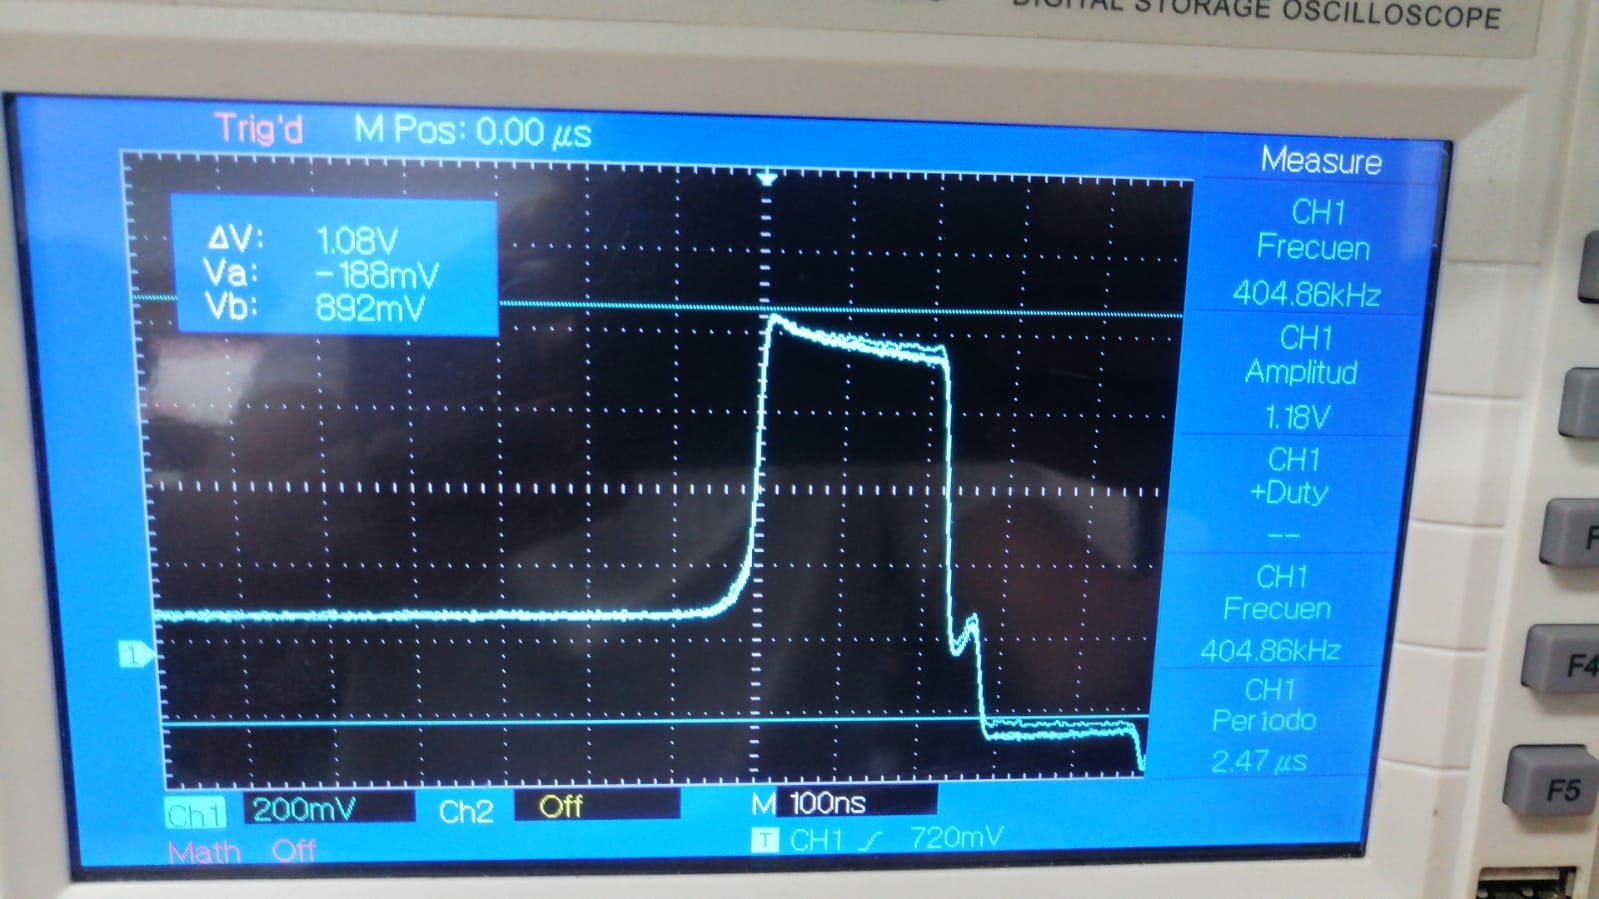 DIGITAL STORAGE OSCILLOSCOPE
Trig'd M Pos: 0.00 µs
Measure
ΔV: 1.08V
Va: -188mV
Vb: 892mV
CH1
Frecuen
404.86kHz
CH1
Amplitud
1.18V
CH1
+Duty
--
CH1
Frecuen
404.86kHz
CH1
Período
2.47 µs
1
Ch1 200mV Ch2 Off M 100ns
Math Off T CH1 720mV
F4
F5